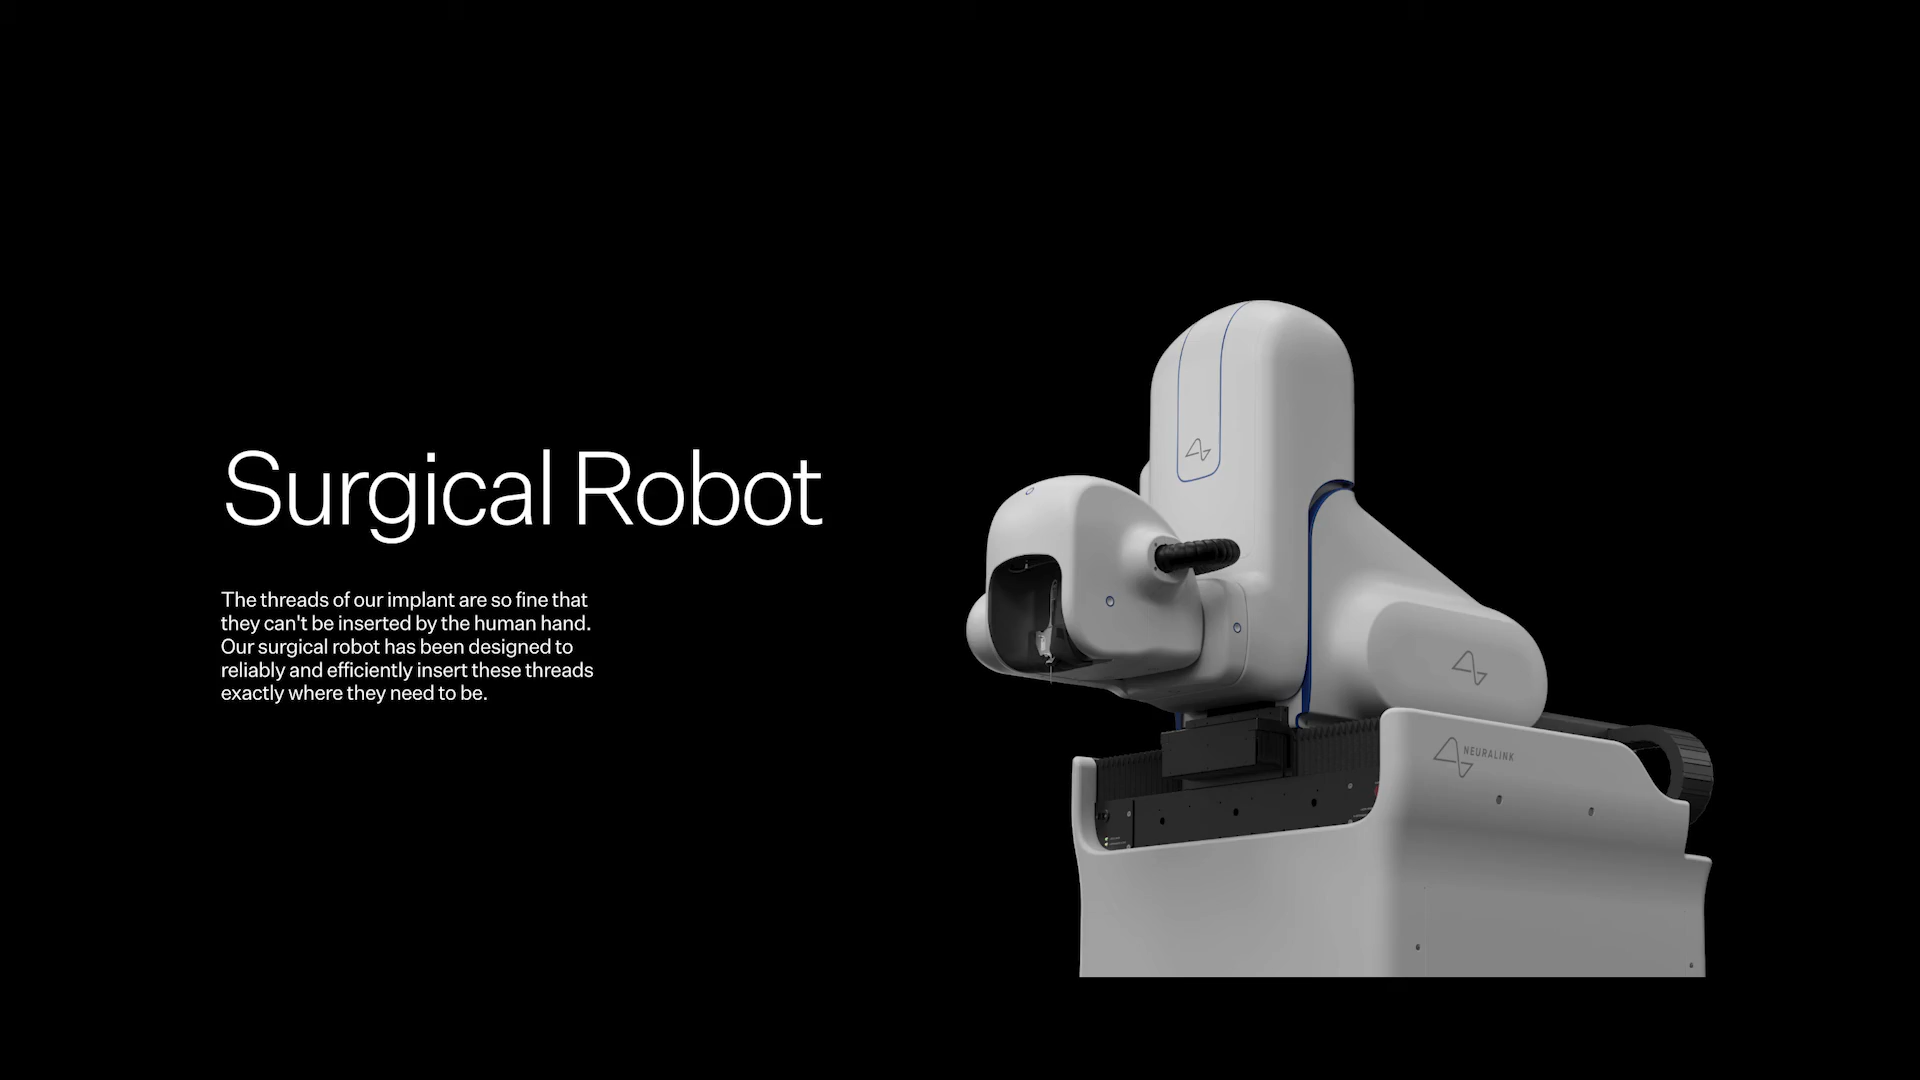 Surgical Robot
The threads of our implant are so fine that
they can't be inserted by the human hand.
Our surgical robot has been designed to
reliably and efficiently insert these threads
exactly where they need to be.
NEURALINK